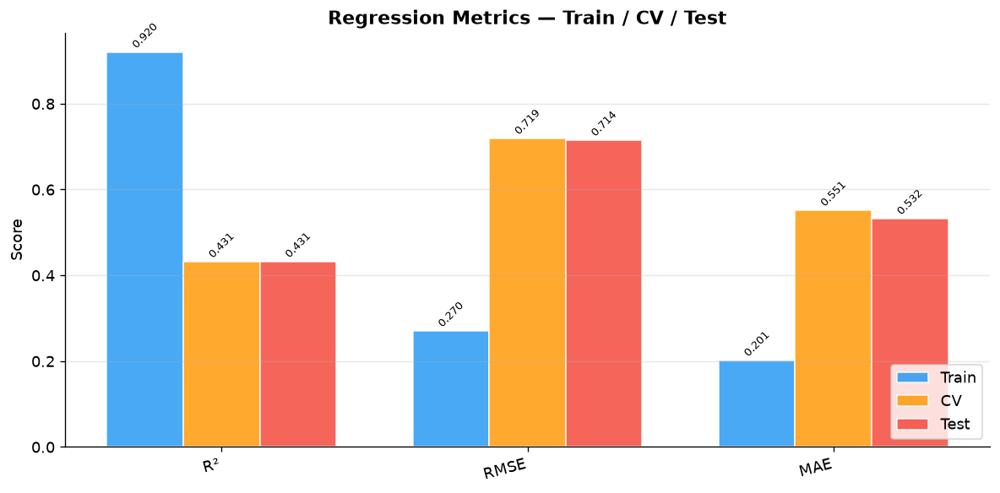 Regression Metrics — Train / CV / Test
Score
0.8
0.6
0.4
0.2
0.0
0.920
0.431
0.431
0.270
0.719
0.714
0.201
0.551
0.532
R²
RMSE
MAE
Train
CV
Test